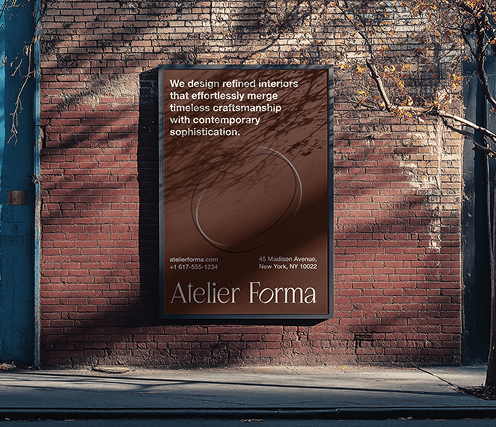 We design refined interiors
that effortlessly merge
timeless craftsmanship
with contemporary
sophistication.
atelierforma.com
+1 617-555-1234
45 Madison Avenue,
New York, NY 10022
Atelier Forma